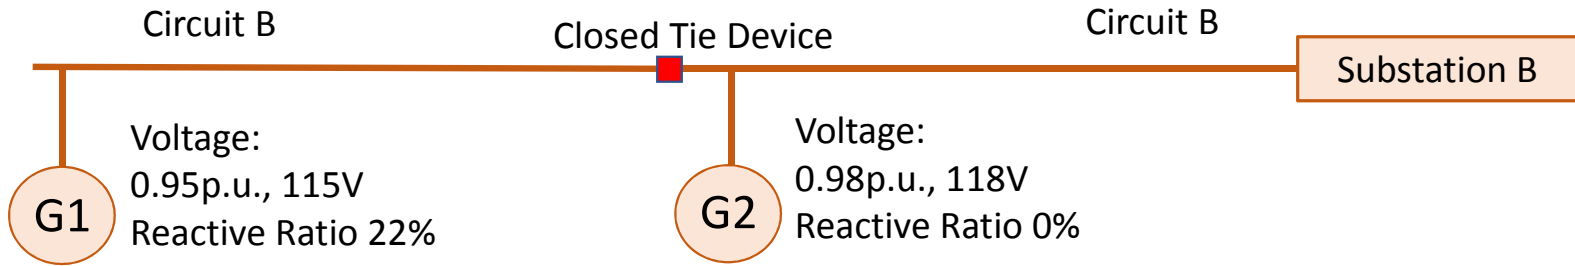 Circuit B
Closed Tie Device
Circuit B
Substation B
Voltage:
0.95p.u., 115V
Reactive Ratio 22%
G1
Voltage:
0.98p.u., 118V
Reactive Ratio 0%
G2